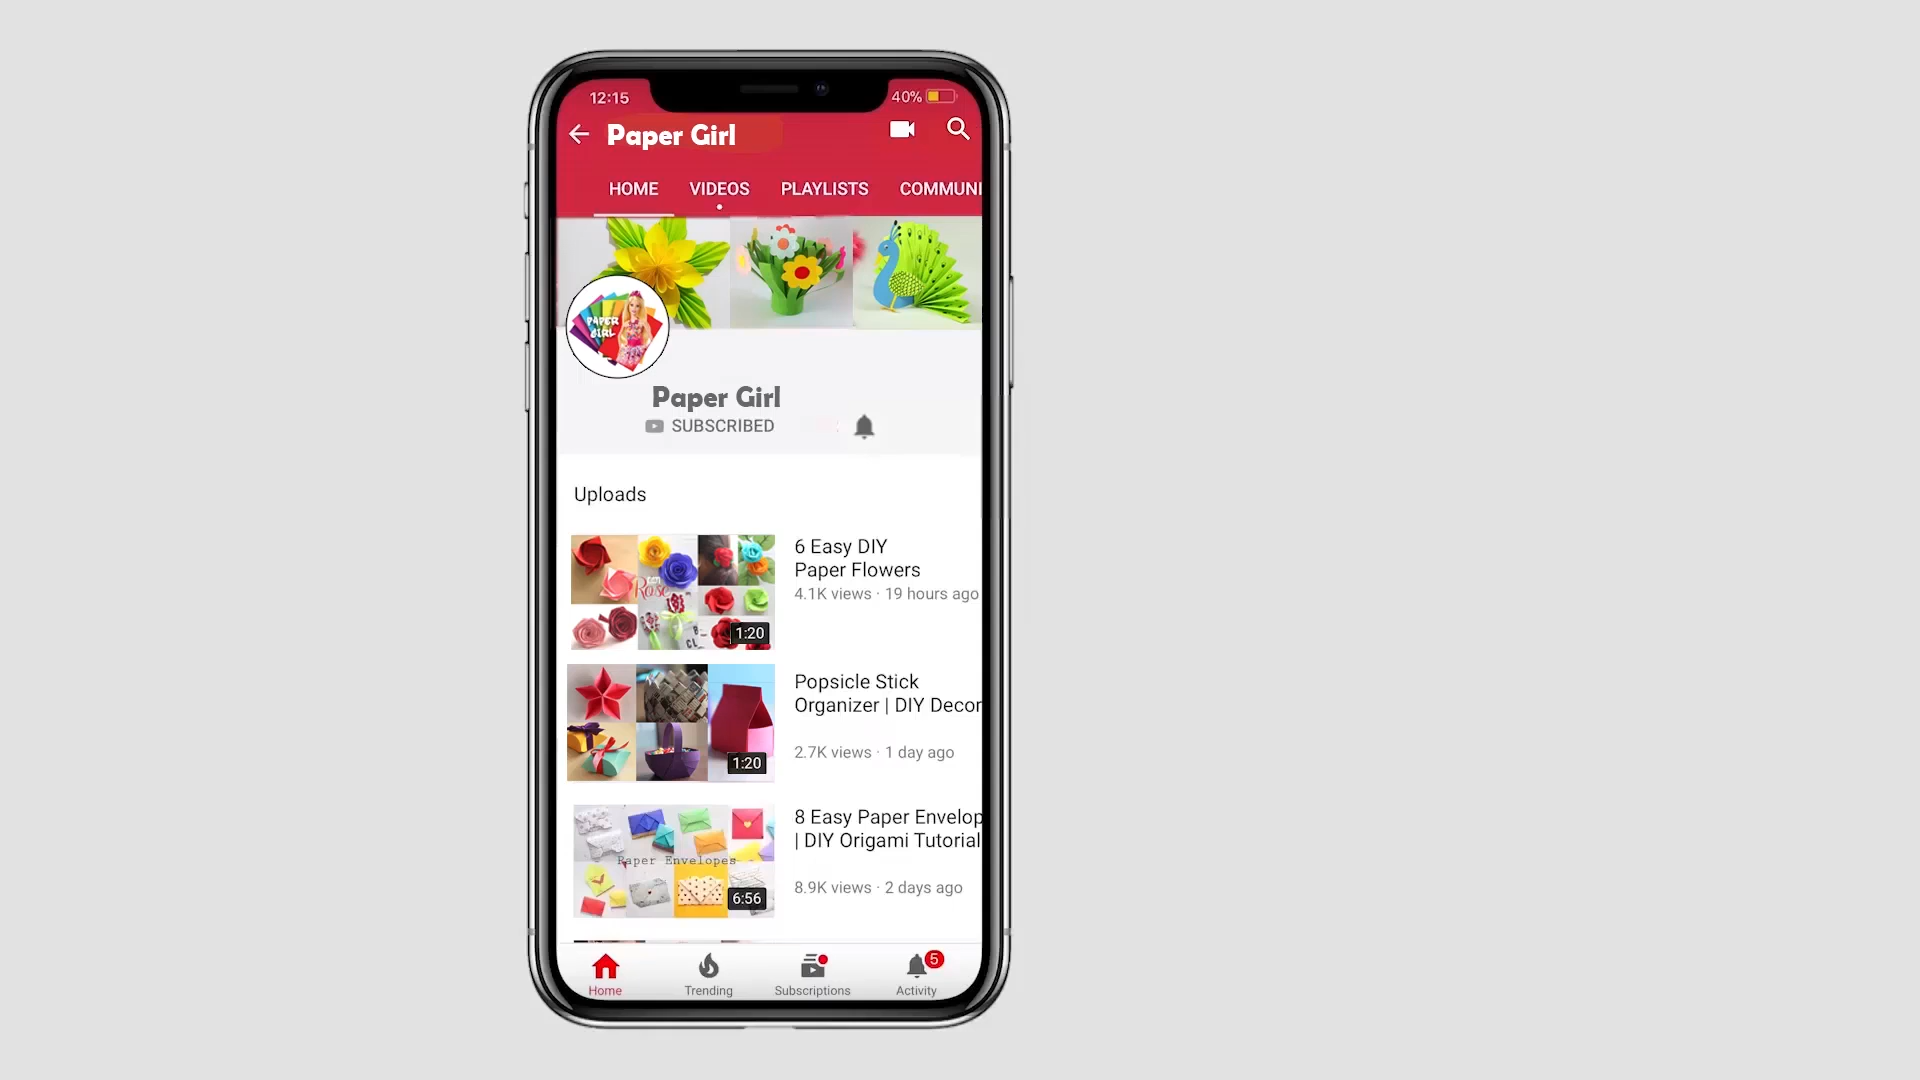 12:15
40%
Paper Girl
HOME VIDEOS PLAYLISTS COMMUNI
PAPER
GIRL
Paper Girl
SUBSCRIBED
Uploads
6 Easy DIY
Paper Flowers
4.1K views · 19 hours ago
Rose
1:20
Popsicle Stick
Organizer | DIY Decor
2.7K views · 1 day ago
1:20
8 Easy Paper Envelop
| DIY Origami Tutorial
8.9K views · 2 days ago
Paper Envelopes
6:56
5
Home Trending Subscriptions Activity